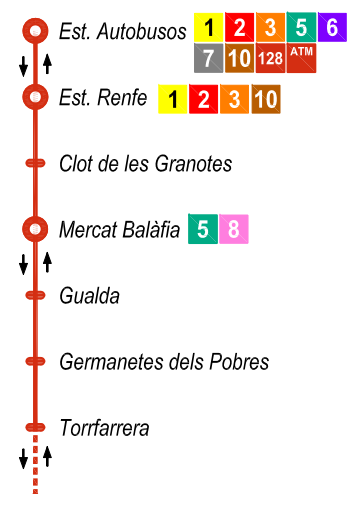 Est. Autobusos 1 2 3 5 6
7 10 128 ATM
Est. Renfe 1 2 3 10
Clot de les Granotes
Mercat Balàfia 5 8
Gualda
Germanetes dels Pobres
Torrfarrera